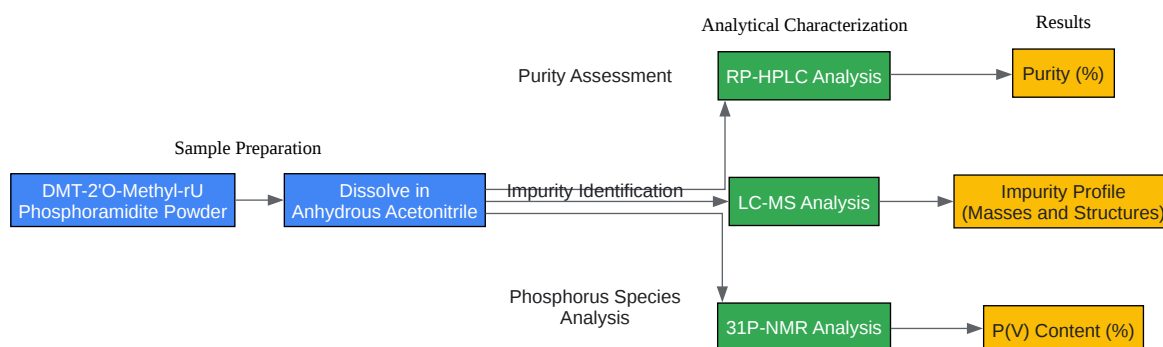 Analytical Characterization
Results
Purity Assessment
RP-HPLC Analysis
Purity (%)
Sample Preparation
DMT-2'O-Methyl-rU
Phosphoramidite Powder
Dissolve in
Anhydrous Acetonitrile
Impurity Identification
LC-MS Analysis
Impurity Profile
(Masses and Structures)
Phosphorus Species
Analysis
31P-NMR Analysis
P(V) Content (%)